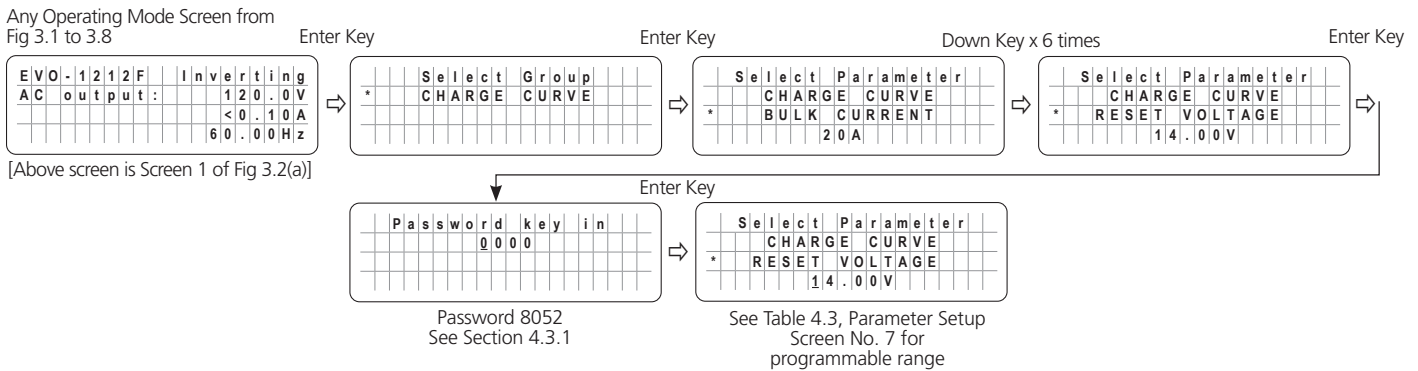 Any Operating Mode Screen from
Fig 3.1 to 3.8
Enter Key
Enter Key
Down Key x 6 times
Enter Key
EVO-1212F Inverting
AC output: 120.0V
<0.10A
60.00Hz
[Above screen is Screen 1 of Fig 3.2(a)]
Select Group
* CHARGE CURVE
Select Parameter
CHARGE CURVE
* BULK CURRENT
20A
Select Parameter
CHARGE CURVE
* RESET VOLTAGE
14.00V
Password key in
0000
Password 8052
See Section 4.3.1
Enter Key
Select Parameter
CHARGE CURVE
* RESET VOLTAGE
14.00V
See Table 4.3, Parameter Setup
Screen No. 7 for
programmable range